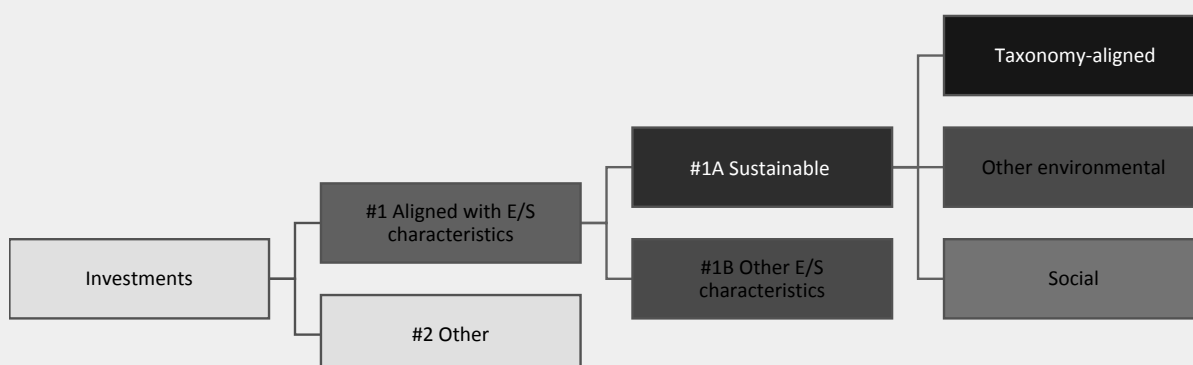 Investments
#1 Aligned with E/S
characteristics
#2 Other
#1A Sustainable
#1B Other E/S
characteristics
Taxonomy-aligned
Other environmental
Social